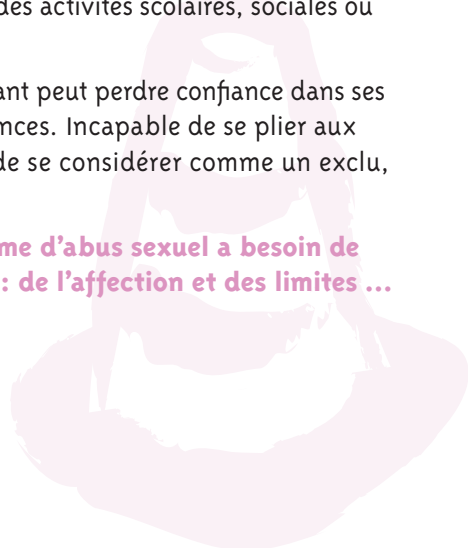 des activités scolaires, sociales ou
ant peut perdre confiance dans ses
nces. Incapable de se plier aux
de se considérer comme un exclu,
me d'abus sexuel a besoin de
: de l'affection et des limites ...